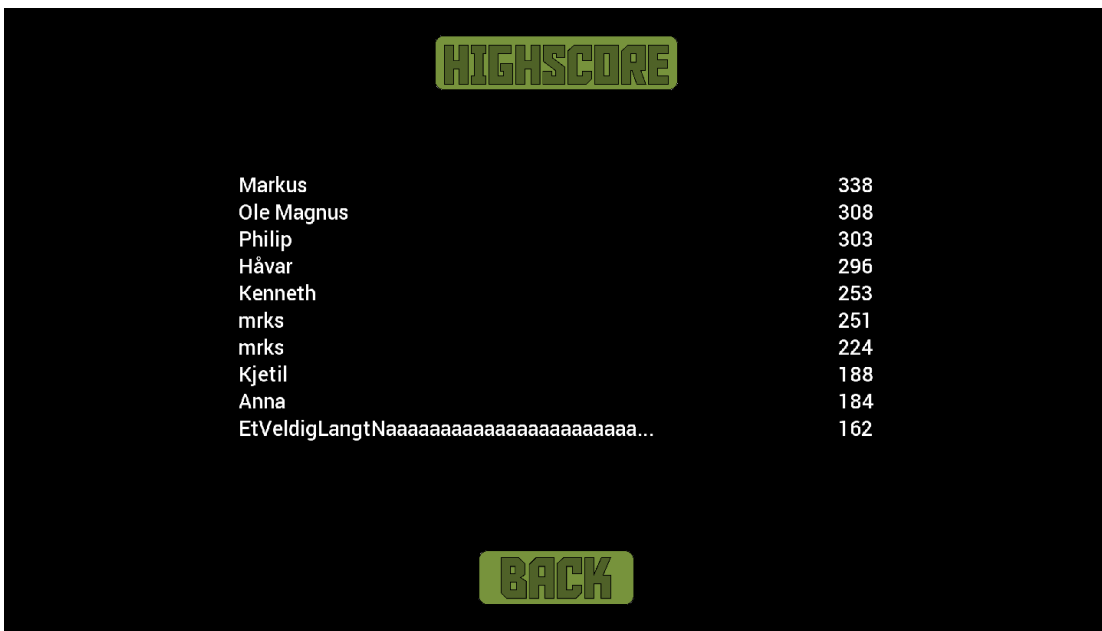 HIGHSCORE
Markus 338
Ole Magnus 308
Philip 303
Håvar 296
Kenneth 253
mrks 251
mrks 224
Kjetil 188
Anna 184
EtVeldigLangtNaaaaaaaaaaaaaaaaaaaaaaa... 162
BACK